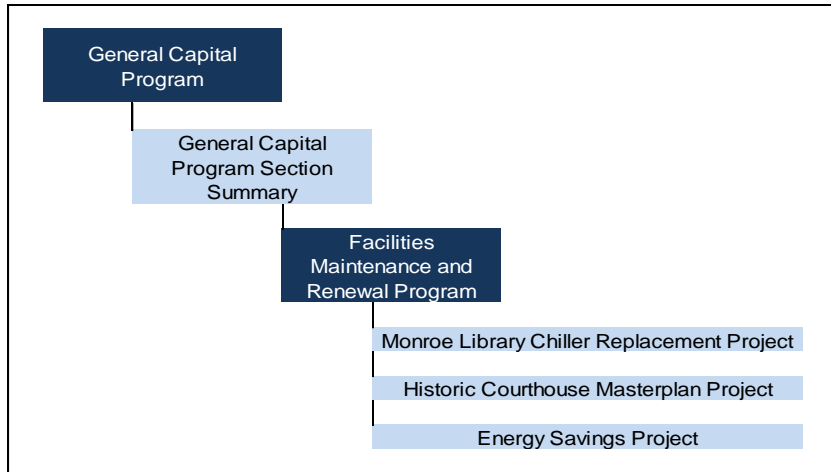 General Capital
Program
General Capital
Program Section
Summary
Facilities
Maintenance and
Renewal Program
Monroe Library Chiller Replacement Project
Historic Courthouse Masterplan Project
Energy Savings Project